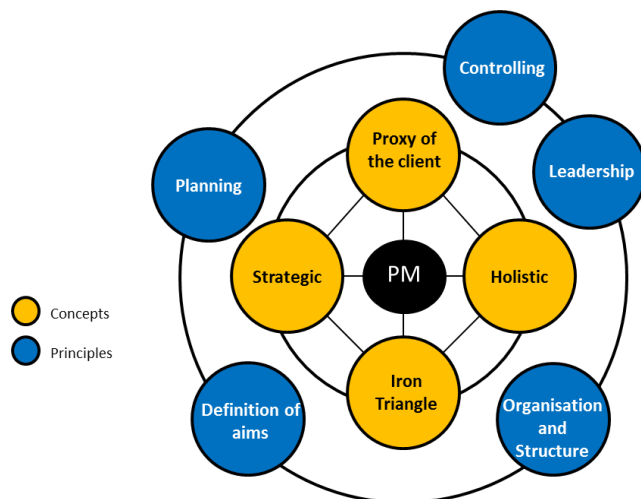 Controlling
Proxy of
the client
Planning
Leadership
Strategic
PM
Holistic
Concepts
Principles
Iron
Triangle
Definition of
aims
Organisation
and
Structure